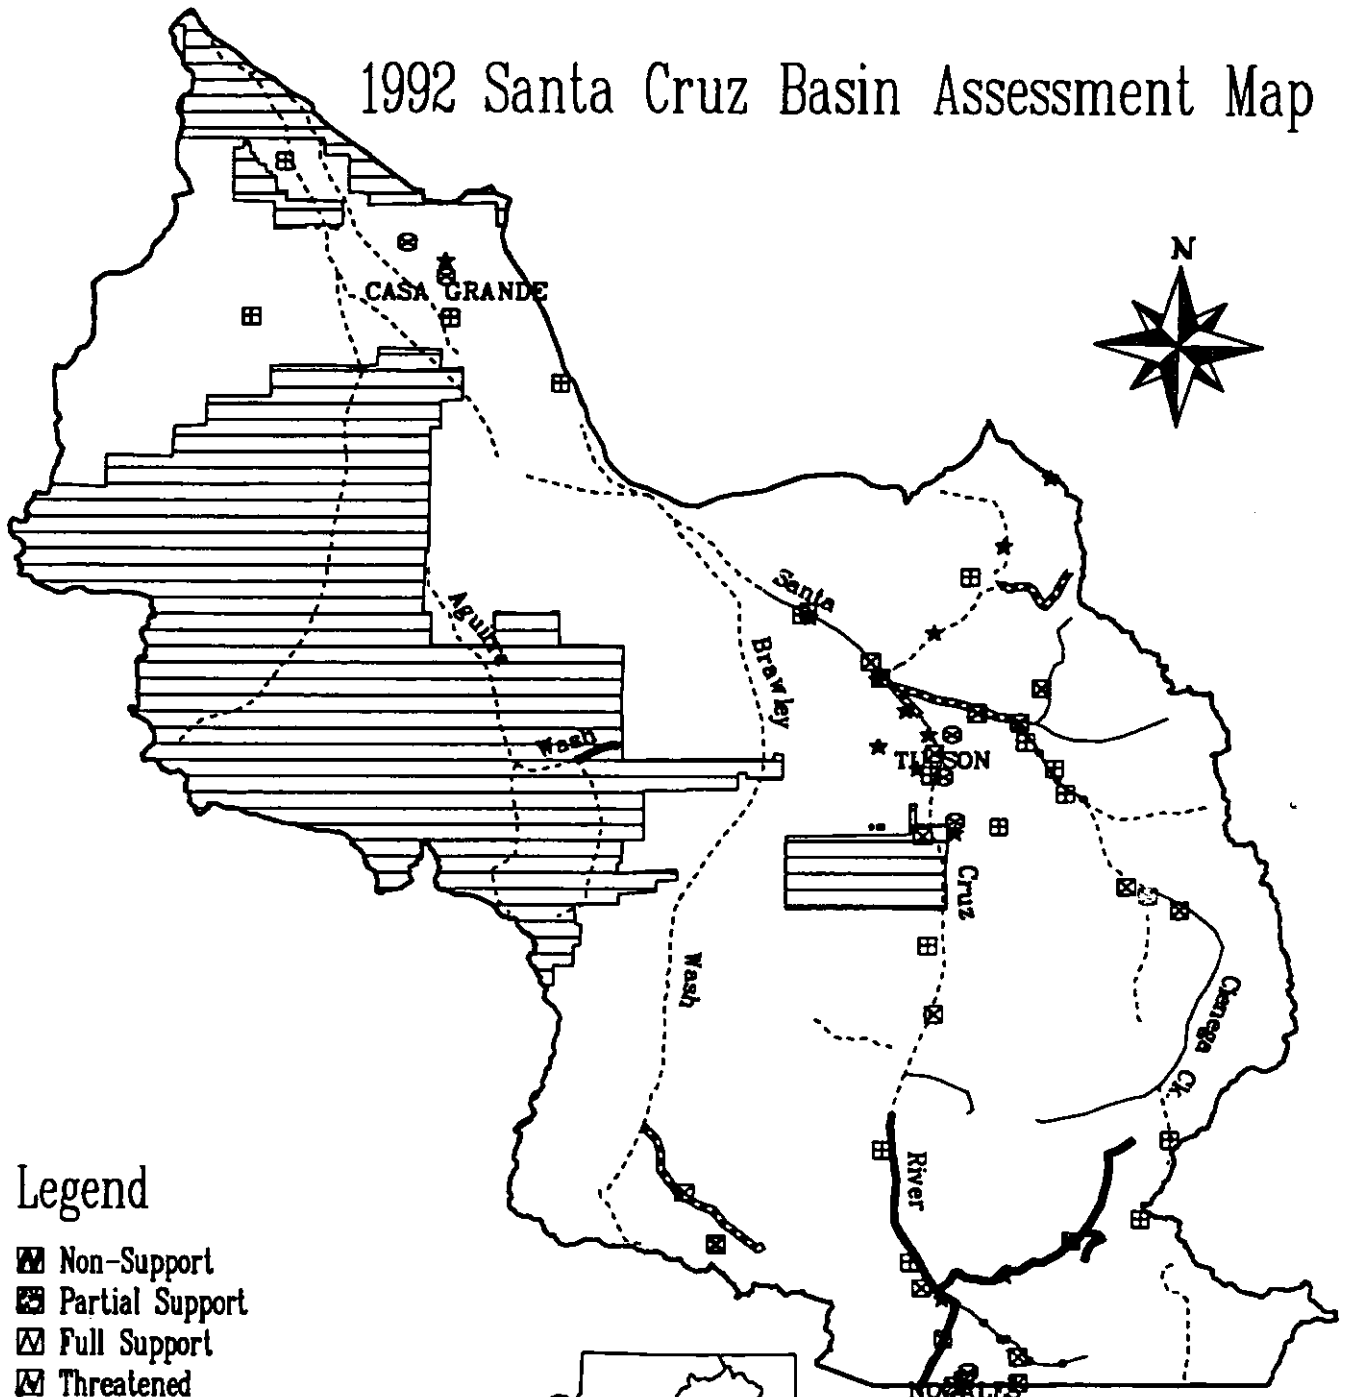 1992 Santa Cruz Basin Assessment Map
N
CASA GRANDE
Santa
Aguirre
Brawley
Wash
TUCSON
Cruz
Wash
Cienega Ck.
River
Legend
Non-Support
Partial Support
Full Support
Threatened
NOGALES